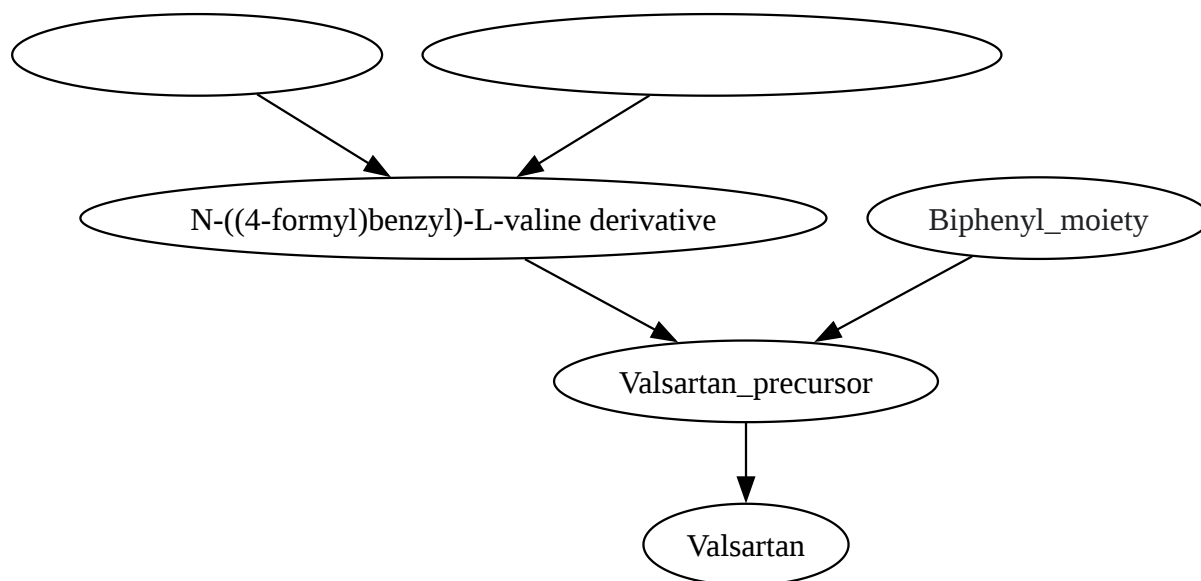 N-((4-formyl)benzyl)-L-valine derivative
Biphenyl_moiety
Valsartan_precursor
Valsartan